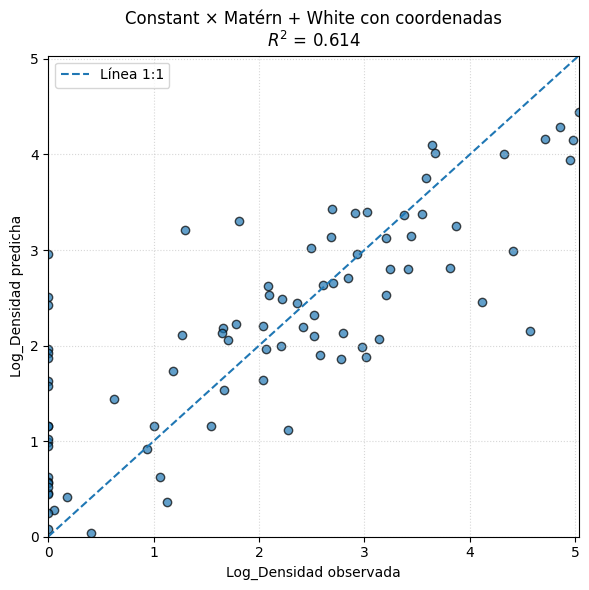 Constant × Matérn + White con coordenadas
R² = 0.614
Línea 1:1
Log_Densidad predicha
5
4
3
2
1
0
0 1 2 3 4 5
Log_Densidad observada